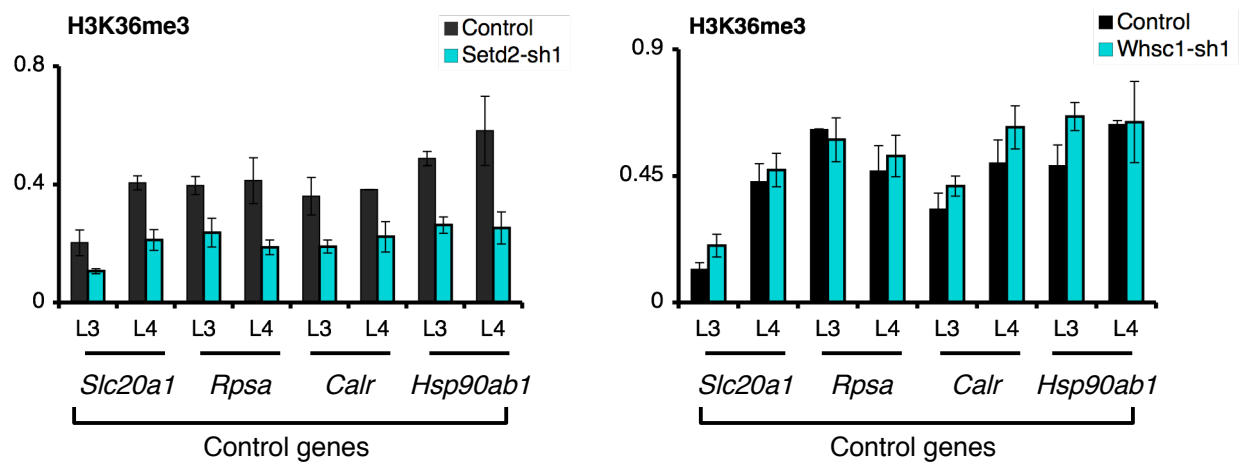 H3K36me3
Control
Setd2-sh1
0.8
0.4
0
L3 L4 L3 L4 L3 L4 L3 L4
Slc20a1 Rpsa Calr Hsp90ab1
Control genes
H3K36me3
Control
Whsc1-sh1
0.9
0.45
0
L3 L4 L3 L4 L3 L4 L3 L4
Slc20a1 Rpsa Calr Hsp90ab1
Control genes